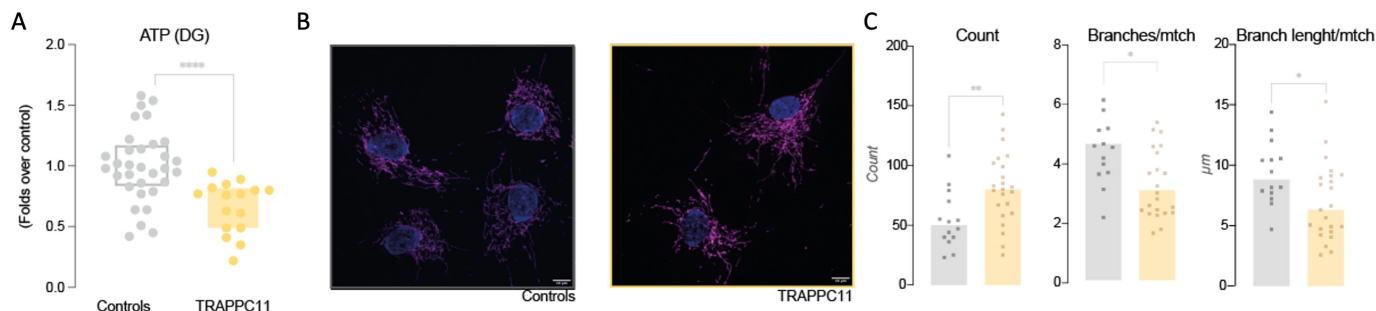 A
ATP (DG)
(Folds over control)
2.0
1.5
1.0
0.5
0.0
****
Controls
TRAPPC11
B
Controls
TRAPPC11
C
Count
Count
200
150
100
50
0
**
Branches/mtch
8
6
4
2
0
*
Branch lenght/mtch
µm
20
15
10
5
0
*